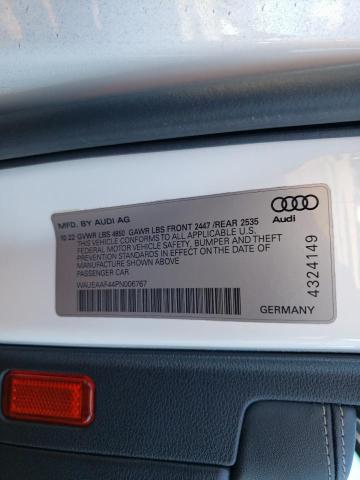 MFD. BY AUDI AG
10.22 GVWR LBS 4850 GAWR LBS FRONT 2447 /REAR 2535
THIS VEHICLE CONFORMS TO ALL APPLICABLE U.S.
FEDERAL MOTOR VEHICLE SAFETY, BUMPER AND THEFT
PREVENTION STANDARDS IN EFFECT ON THE DATE OF
MANUFACTURE SHOWN ABOVE
PASSENGER CAR
WAUEAAF44PN006767
Audi
4324149
GERMANY